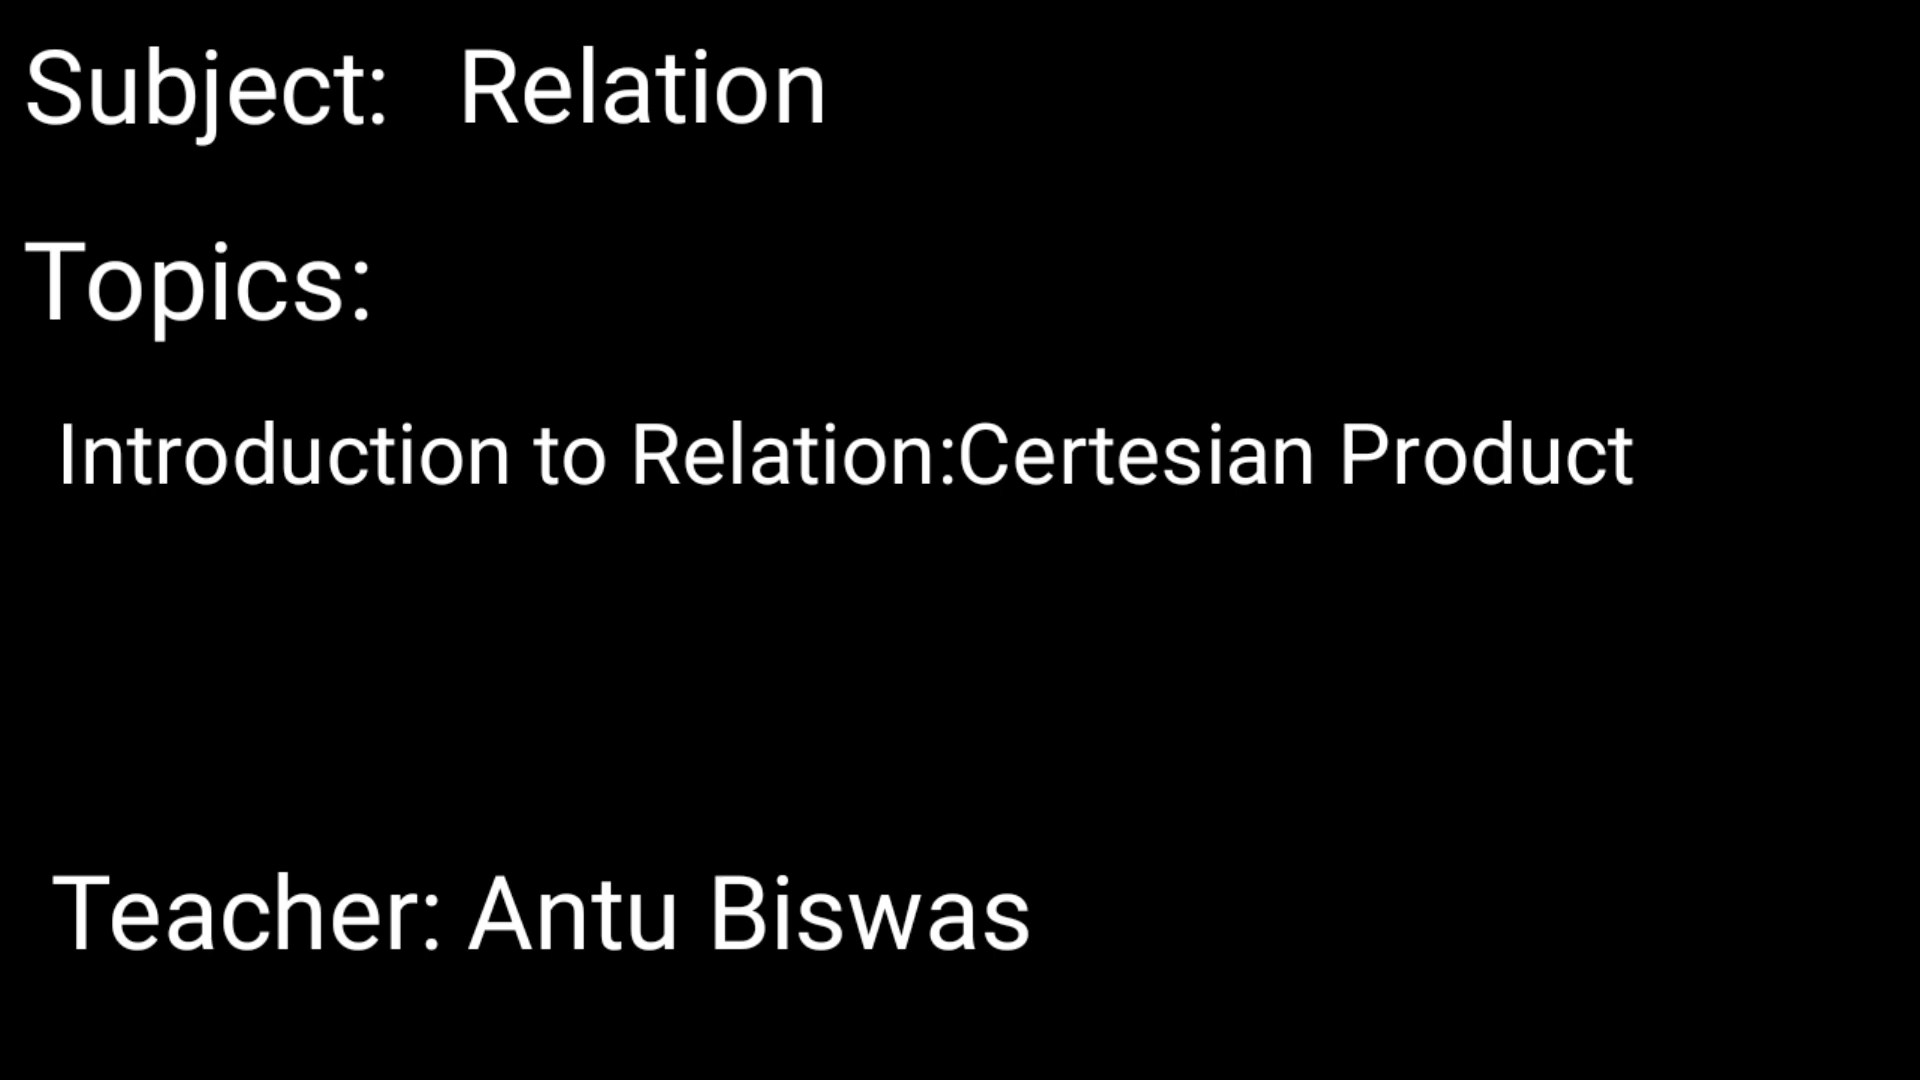 Subject: Relation
Topics:
Introduction to Relation:Certesian Product
Teacher: Antu Biswas